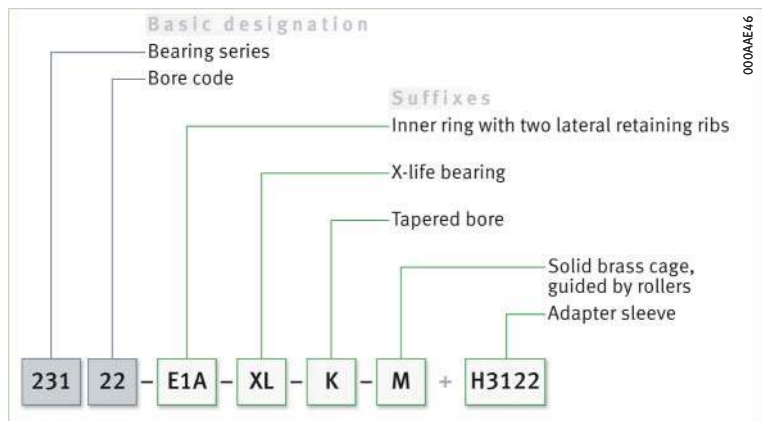 Basic designation
Bearing series
Bore code
Suffixes
Inner ring with two lateral retaining ribs
X-life bearing
Tapered bore
Solid brass cage,
guided by rollers
Adapter sleeve
231 22 – E1A – XL – K – M + H3122
000AAE46